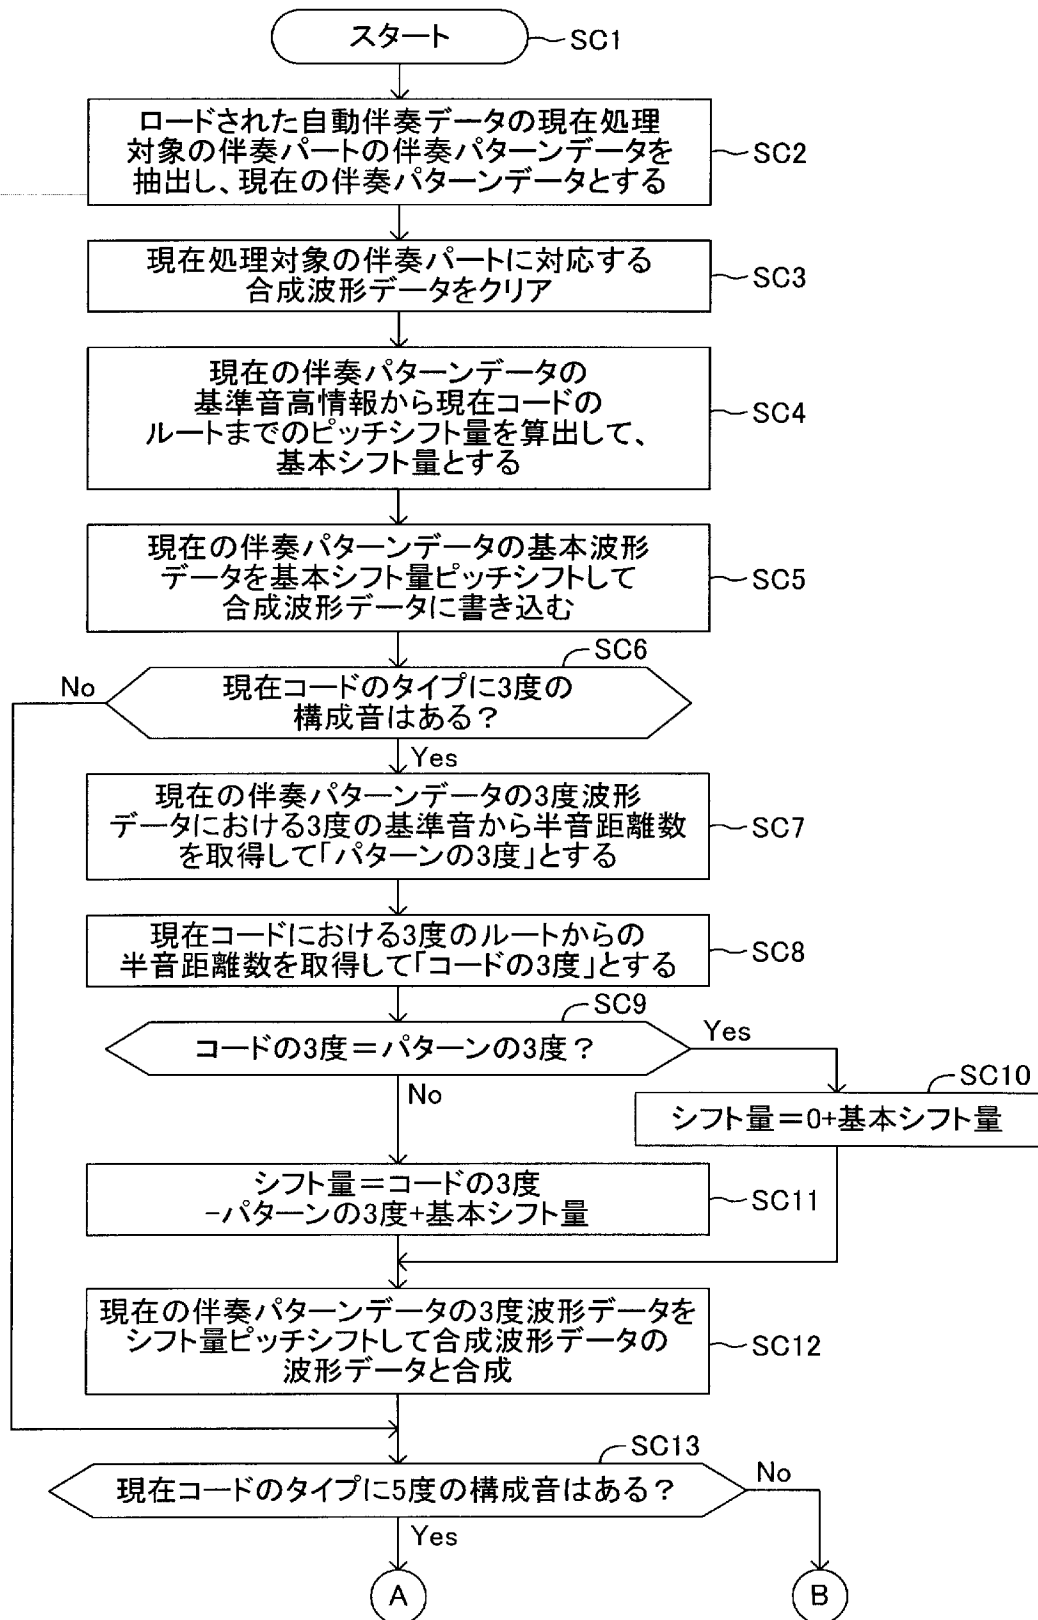 スタート
SC1
ロードされた自動伴奏データの現在処理
対象の伴奏パートの伴奏パターンデータを
抽出し、現在の伴奏パターンデータとする
SC2
現在処理対象の伴奏パートに対応する
合成波形データをクリア
SC3
現在の伴奏パターンデータの
基準音高情報から現在コードの
ルートまでのピッチシフト量を算出して、
基本シフト量とする
SC4
現在の伴奏パターンデータの基本波形
データを基本シフト量ピッチシフトして
合成波形データに書き込む
SC5
SC6
No
現在コードのタイプに3度の
構成音はある?
Yes
現在の伴奏パターンデータの3度波形
データにおける3度の基準音から半音距離数
を取得して「パターンの3度」とする
SC7
現在コードにおける3度のルートからの
半音距離数を取得して「コードの3度」とする
SC8
SC9
コードの3度=パターンの3度?
Yes
No
SC10
シフト量=0+基本シフト量
シフト量=コードの3度
-パターンの3度+基本シフト量
SC11
現在の伴奏パターンデータの3度波形データを
シフト量ピッチシフトして合成波形データの
波形データと合成
SC12
SC13
現在コードのタイプに5度の構成音はある?
No
Yes
A
B